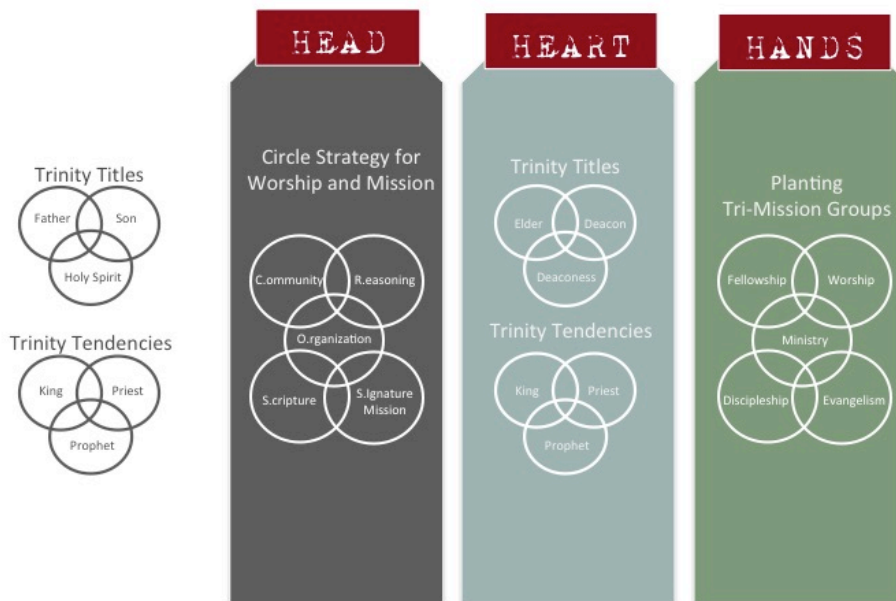 HEAD
HEART
HANDS
Trinity Titles
Father
Son
Holy Spirit
Trinity Tendencies
King
Priest
Prophet
Circle Strategy for
Worship and Mission
C.ommunity
R.easoning
O.rganization
S.cripture
S.Ignature
Mission
Trinity Titles
Elder
Deacon
Deaconess
Trinity Tendencies
King
Priest
Prophet
Planting
Tri-Mission Groups
Fellowship
Worship
Ministry
Discipleship
Evangelism